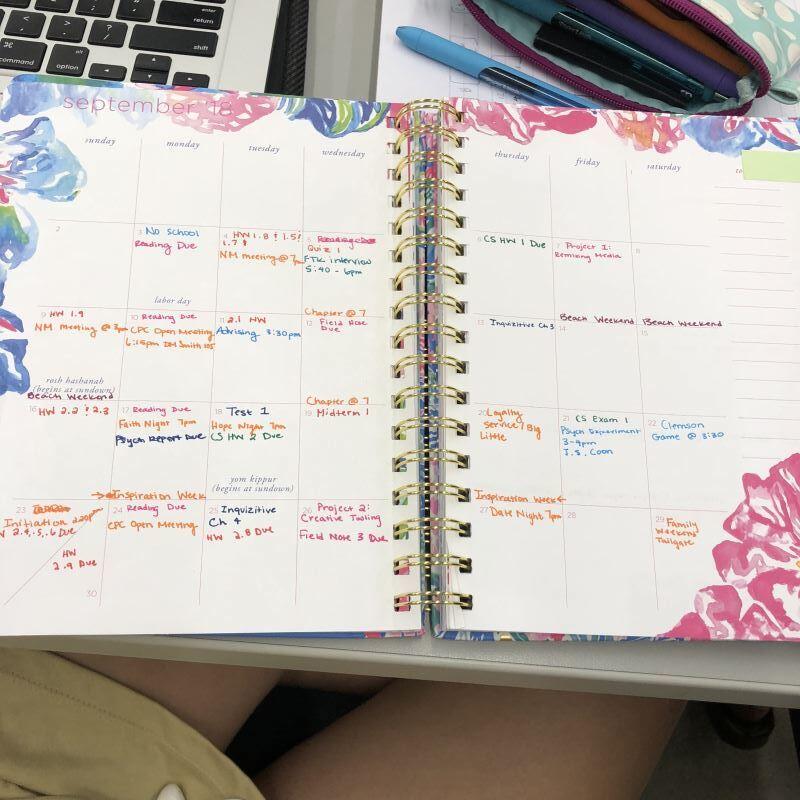 enter
return
shift
alt
option
command
option
september '18
sunday
monday
tuesday
wednesday
thursday
friday
saturday
2
3 No school
Reading Due
labor day
4 HW 1.8 & 1.5 &
1.7 &
NM meeting @ 7pm
5
Quiz 1
FTK interview
5:40 - 6pm
6 CS HW 1 Due
7 Project 1:
Remixing Media
8
9 HW 1.9
NM meeting @
rosh hashanah
(begins at sundown)
10 Reading Due
CPC Open Meeting
6:15pm
11 2.1 HW
Advising 3:30pm
Chapter @ 7
12 Field Note
Due
13 Inquizitive Ch 3
Beach Weekend
14
Beach Weekend
15
Beach Weekend
16 HW 2.2 & 2.3
17 Reading Due
Faith Night 7pm
Psych Report Due
18 Test 1
Hope Night 7pm
CS HW 2 Due
yom kippur
(begins at sundown)
Chapter @ 7
19 Midterm 1
20 Loyalty
Service / Big
Little
21 CS Exam 1
Psych Experiment
3-4pm
J.S. Coon
22 Clemson
Game @ 3:30
Inspiration Week
23
Initiation
2.4, .5, .6 Due
HW
2.9 Due
30
24 Reading Due
CPC Open Meeting
25 Inquizitive
Ch 4
HW 2.8 Due
26 Project 2:
Creative Tooling
Field Note 3 Due
Inspiration Week
27 Date Night 7pm
28
29 Family
Weekend
Tailgate